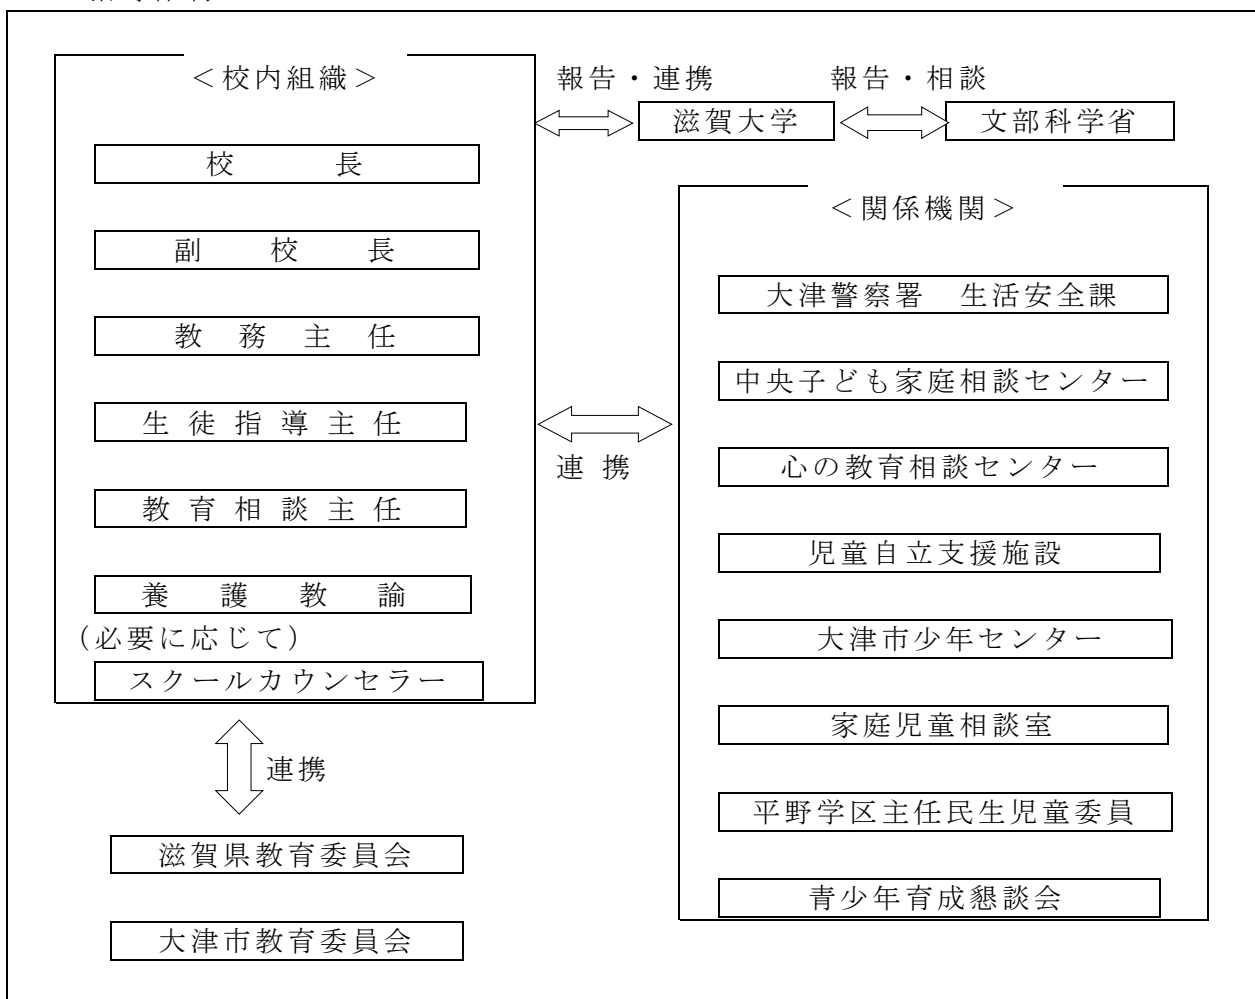 ＜校内組織＞
報告・連携
報告・相談
滋賀大学
文部科学省
校長
副校長
教務主任
生徒指導主任
教育相談主任
養護教諭
（必要に応じて）
スクールカウンセラー
連携
＜関係機関＞
大津警察署　生活安全課
中央子ども家庭相談センター
心の教育相談センター
児童自立支援施設
大津市少年センター
家庭児童相談室
平野学区主任民生児童委員
青少年育成懇談会
連携
滋賀県教育委員会
大津市教育委員会